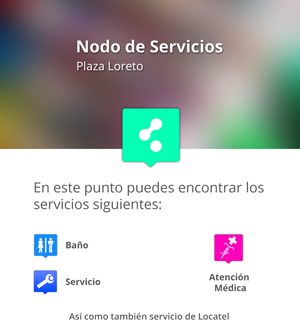 Nodo de Servicios
Plaza Loreto
En este punto puedes encontrar los
servicios siguientes:
Baño
Servicio
Atención
Médica
Así como también servicio de Locatel